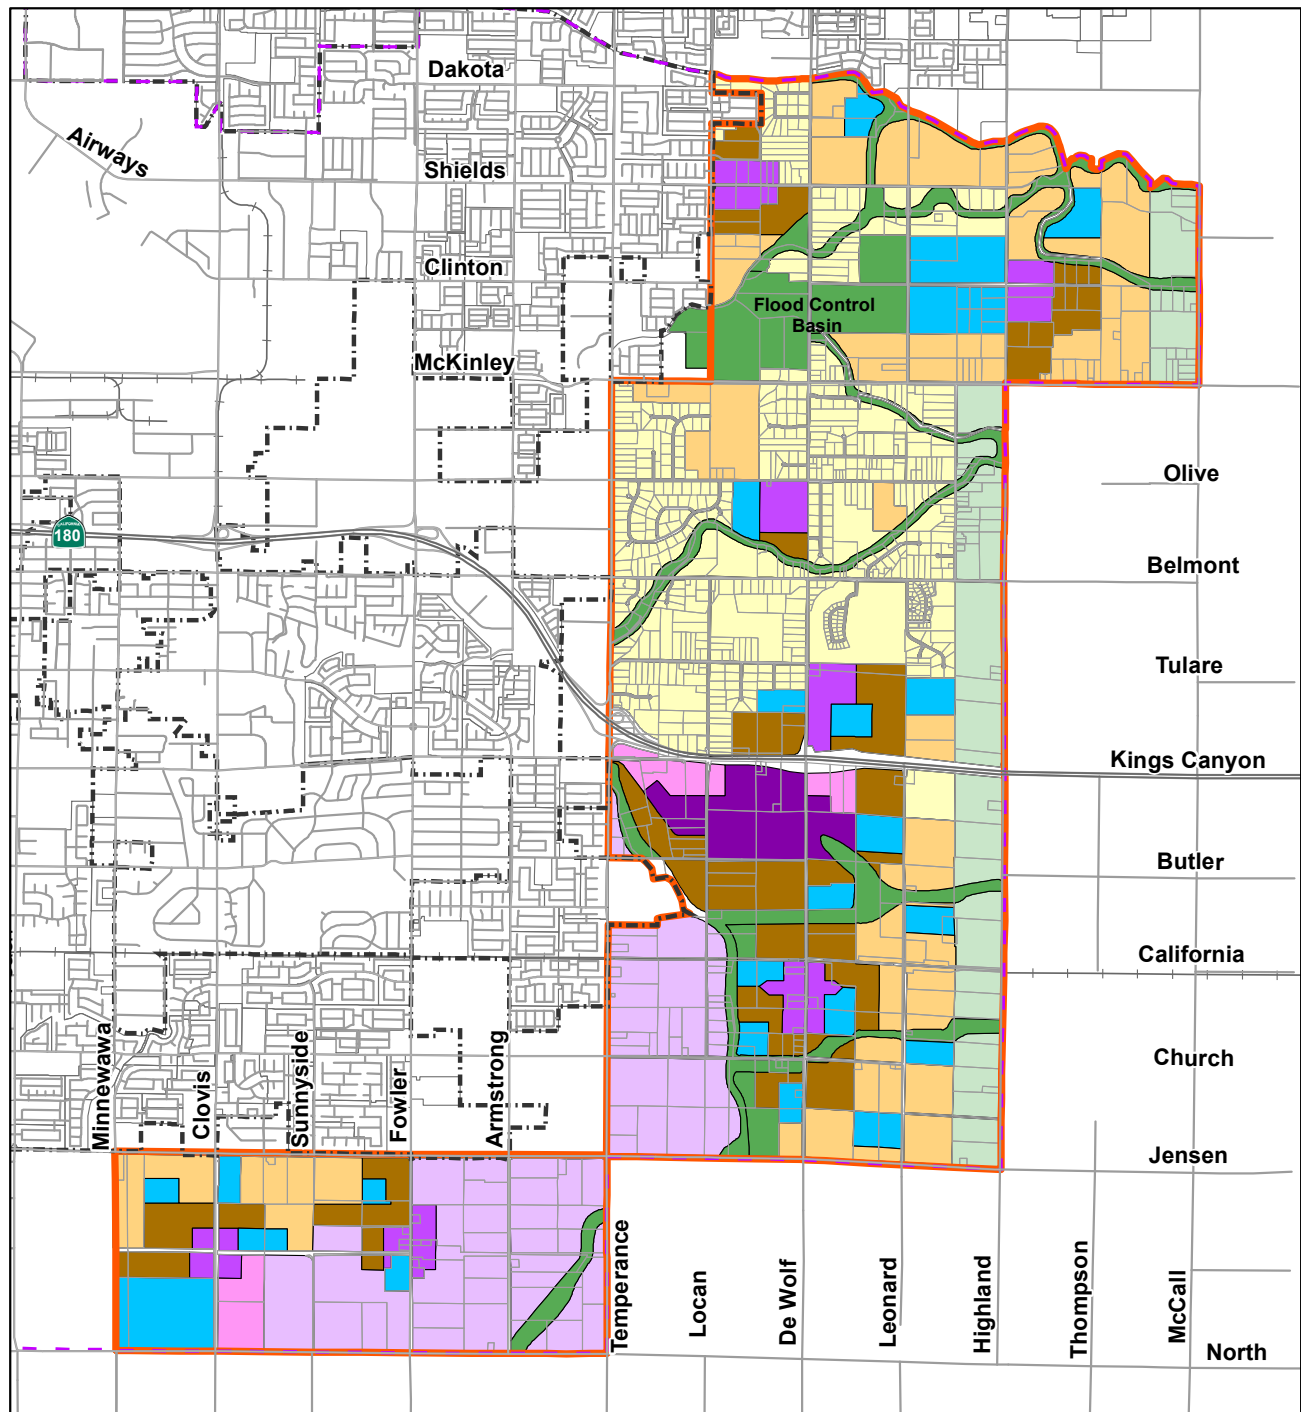 Dakota
Airways
Shields
Clinton
Flood Control
Basin
McKinley
Olive
CALIFORNIA
180
Belmont
Tulare
Kings Canyon
Butler
California
Minnewawa
Clovis
Sunnyside
Fowler
Armstrong
Church
Jensen
Temperance
Locan
De Wolf
Leonard
Highland
Thompson
McCall
North